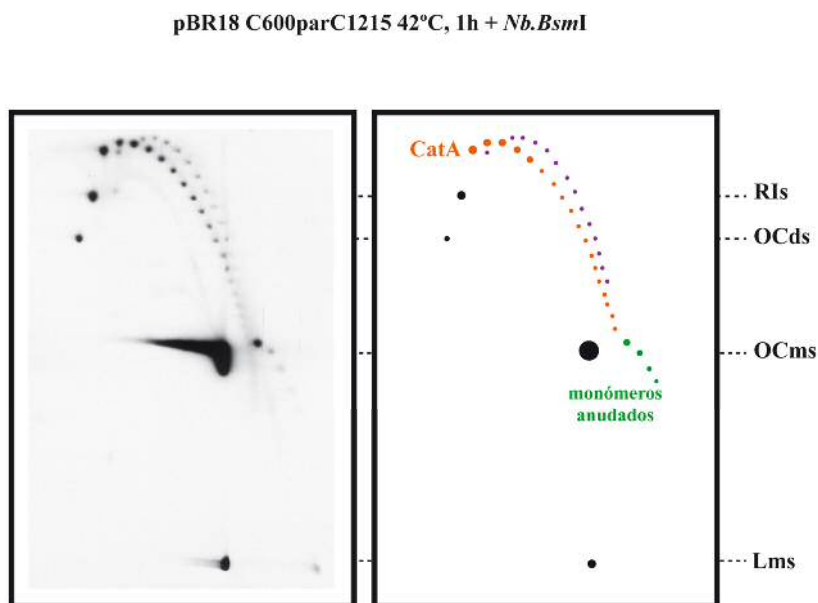 pBR18 C600parC1215 42ºC, 1h + Nb.BsmI
CatA
RIs
OCds
OCms
monómeros
anudados
Lms